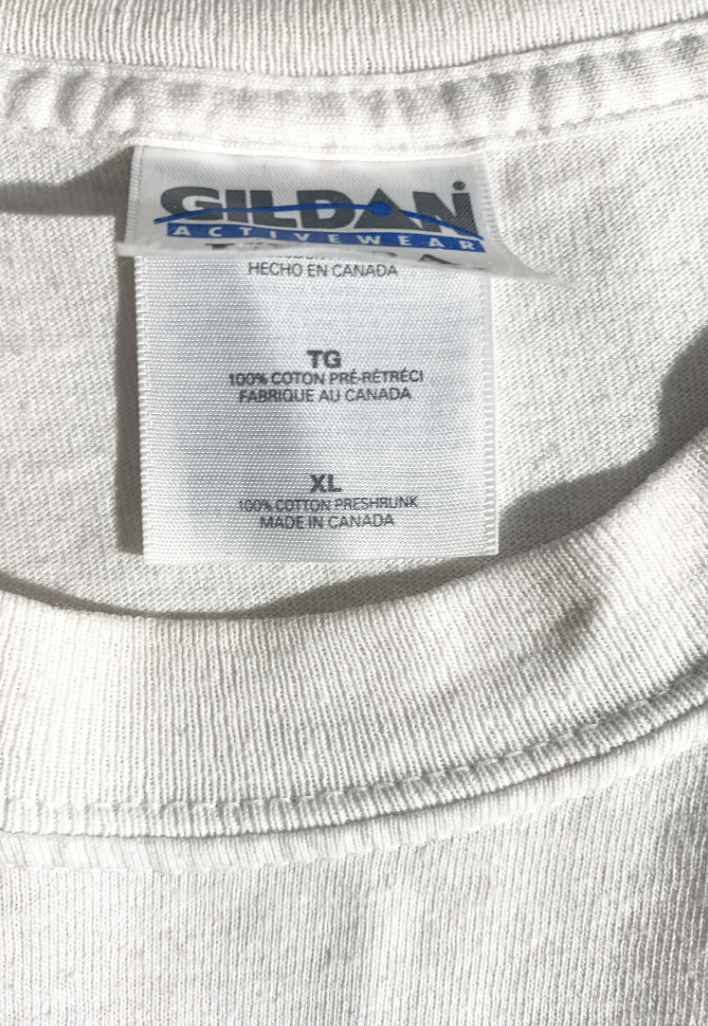 GILDAN
ACTIVEWEAR
HECHO EN CANADA
TG
100% COTON PRÉ-RÉTRÉCI
FABRIQUE AU CANADA
XL
100% COTTON PRESHRUNK
MADE IN CANADA